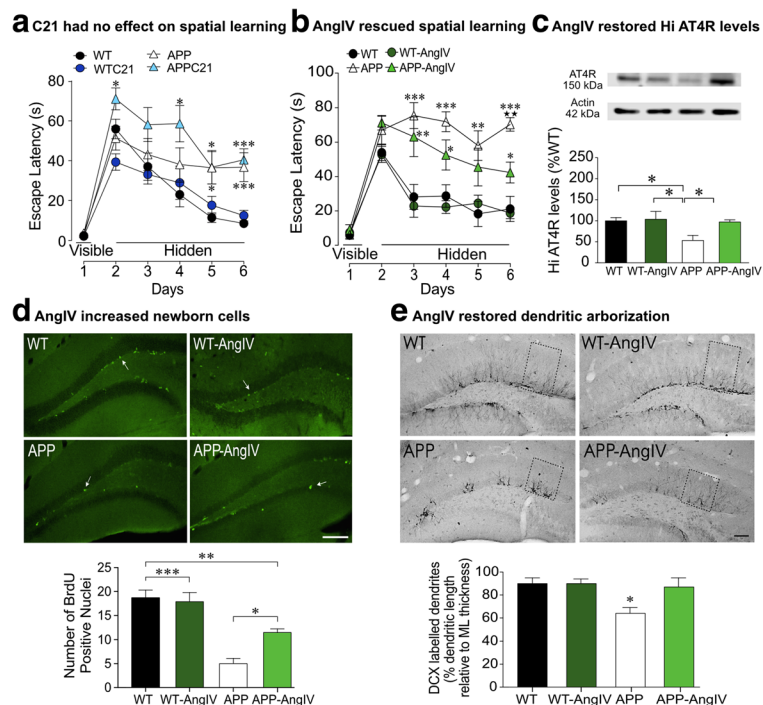 a C21 had no effect on spatial learning
WT APP
WTC21 APPC21
Escape Latency (s)
100
80
60
40
20
0
* * * *** * ***
Visible Hidden
1 2 3 4 5 6
Days
b AngIV rescued spatial learning
WT WT-AngIV
APP APP-AngIV
Escape Latency (s)
100
80
60
40
20
0
*** *** ** *** ★★
** * *
Visible Hidden
1 2 3 4 5 6
Days
c AngIV restored Hi AT4R levels
AT4R
150 kDa
Actin
42 kDa
Hi AT4R levels (%WT)
250
200
150
100
50
0
*
* *
WT WT-AngIV APP APP-AngIV
d AngIV increased newborn cells
WT WT-AngIV
APP APP-AngIV
Number of BrdU
Positive Nuclei
25
20
15
10
5
0
**
***
*
WT WT-AngIV APP APP-AngIV
e AngIV restored dendritic arborization
WT WT-AngIV
APP APP-AngIV
DCX labelled dendrites
(% dendritic length
relative to ML thickness)
100
80
60
40
20
0
*
WT WT-AngIV APP APP-AngIV